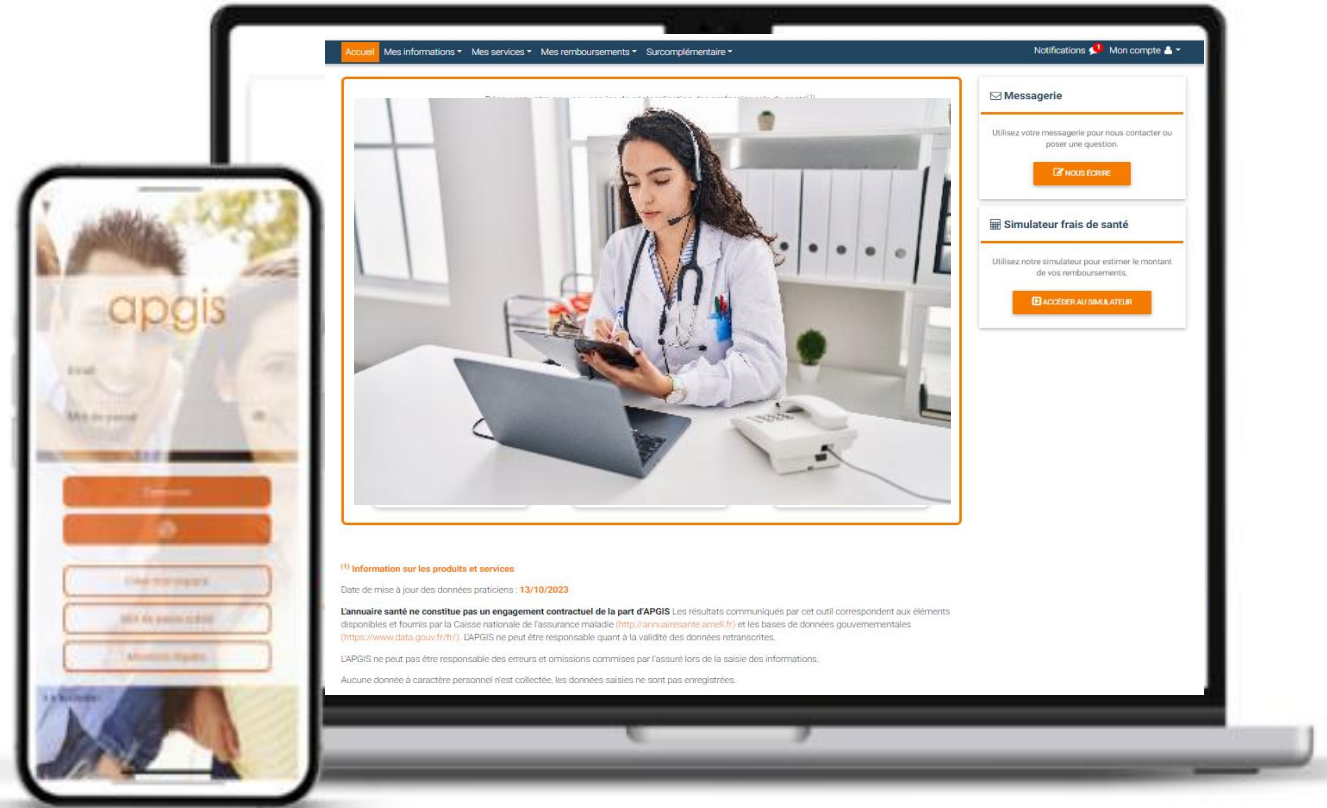 Accueil Mes informations Mes services Mes remboursements Surcomplémentaire Notifications 1 Mon compte
Messagerie
Utilisez votre messagerie pour nous contacter ou
poser une question.
NOUS ÉCRIRE
Simulateur frais de santé
Utilisez notre simulateur pour estimer le montant
de vos remboursements.
ACCÉDER AU SIMULATEUR
(1) Information sur les produits et services
Date de mise à jour des données praticiens : 13/10/2023
L'annuaire santé ne constitue pas un engagement contractuel de la part d'APGIS Les résultats communiqués par cet outil correspondent aux éléments
disponibles et fournis par la Caisse nationale de l'assurance maladie (http://annuairesante.ameli.fr) et les bases de données gouvernementales
(https://www.data.gouv.fr/fr/). L'APGIS ne peut être responsable quant à la validité des données retranscrites.
L'APGIS ne peut pas être responsable des erreurs et omissions commises par l'assuré lors de la saisie des informations.
Aucune donnée à caractère personnel n'est collectée, les données saisies ne sont pas enregistrées.
apgis
Email
Mot de passe